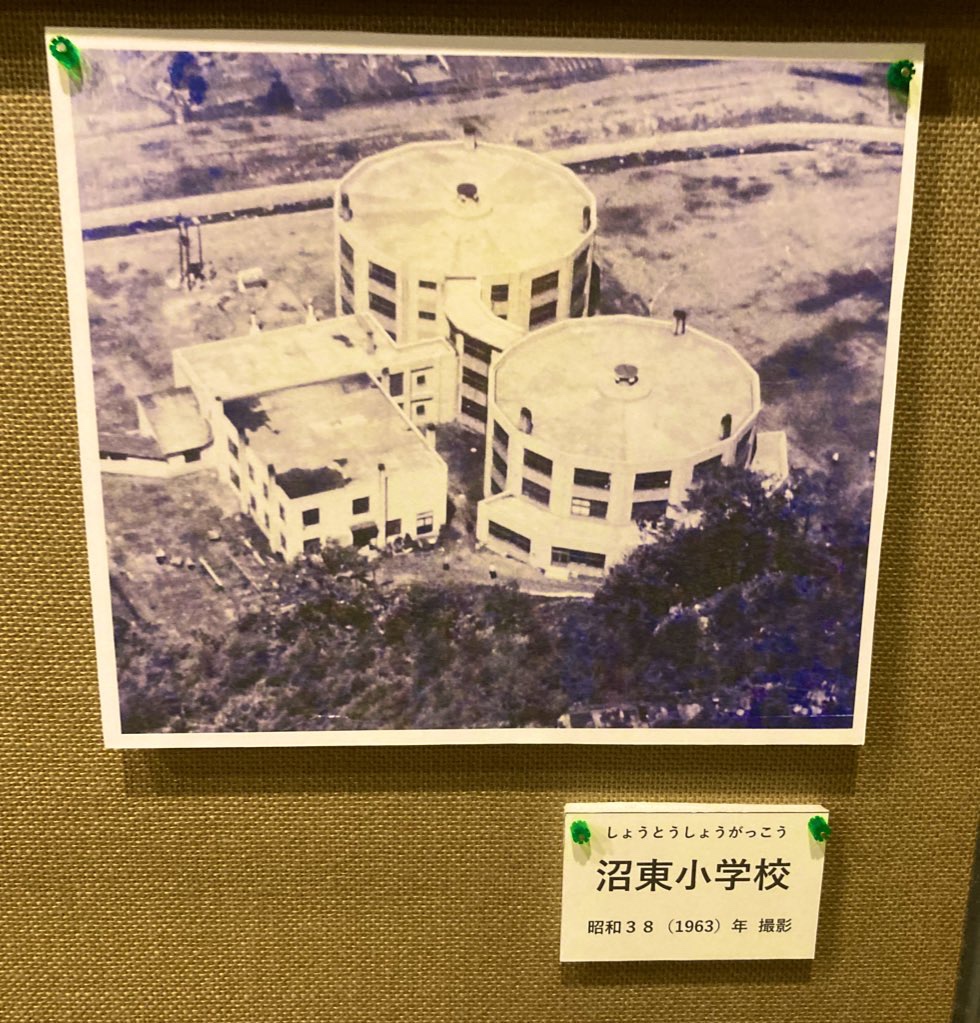 しょうとうしょうがっこう
沼東小学校
昭和３８（1963）年 撮影